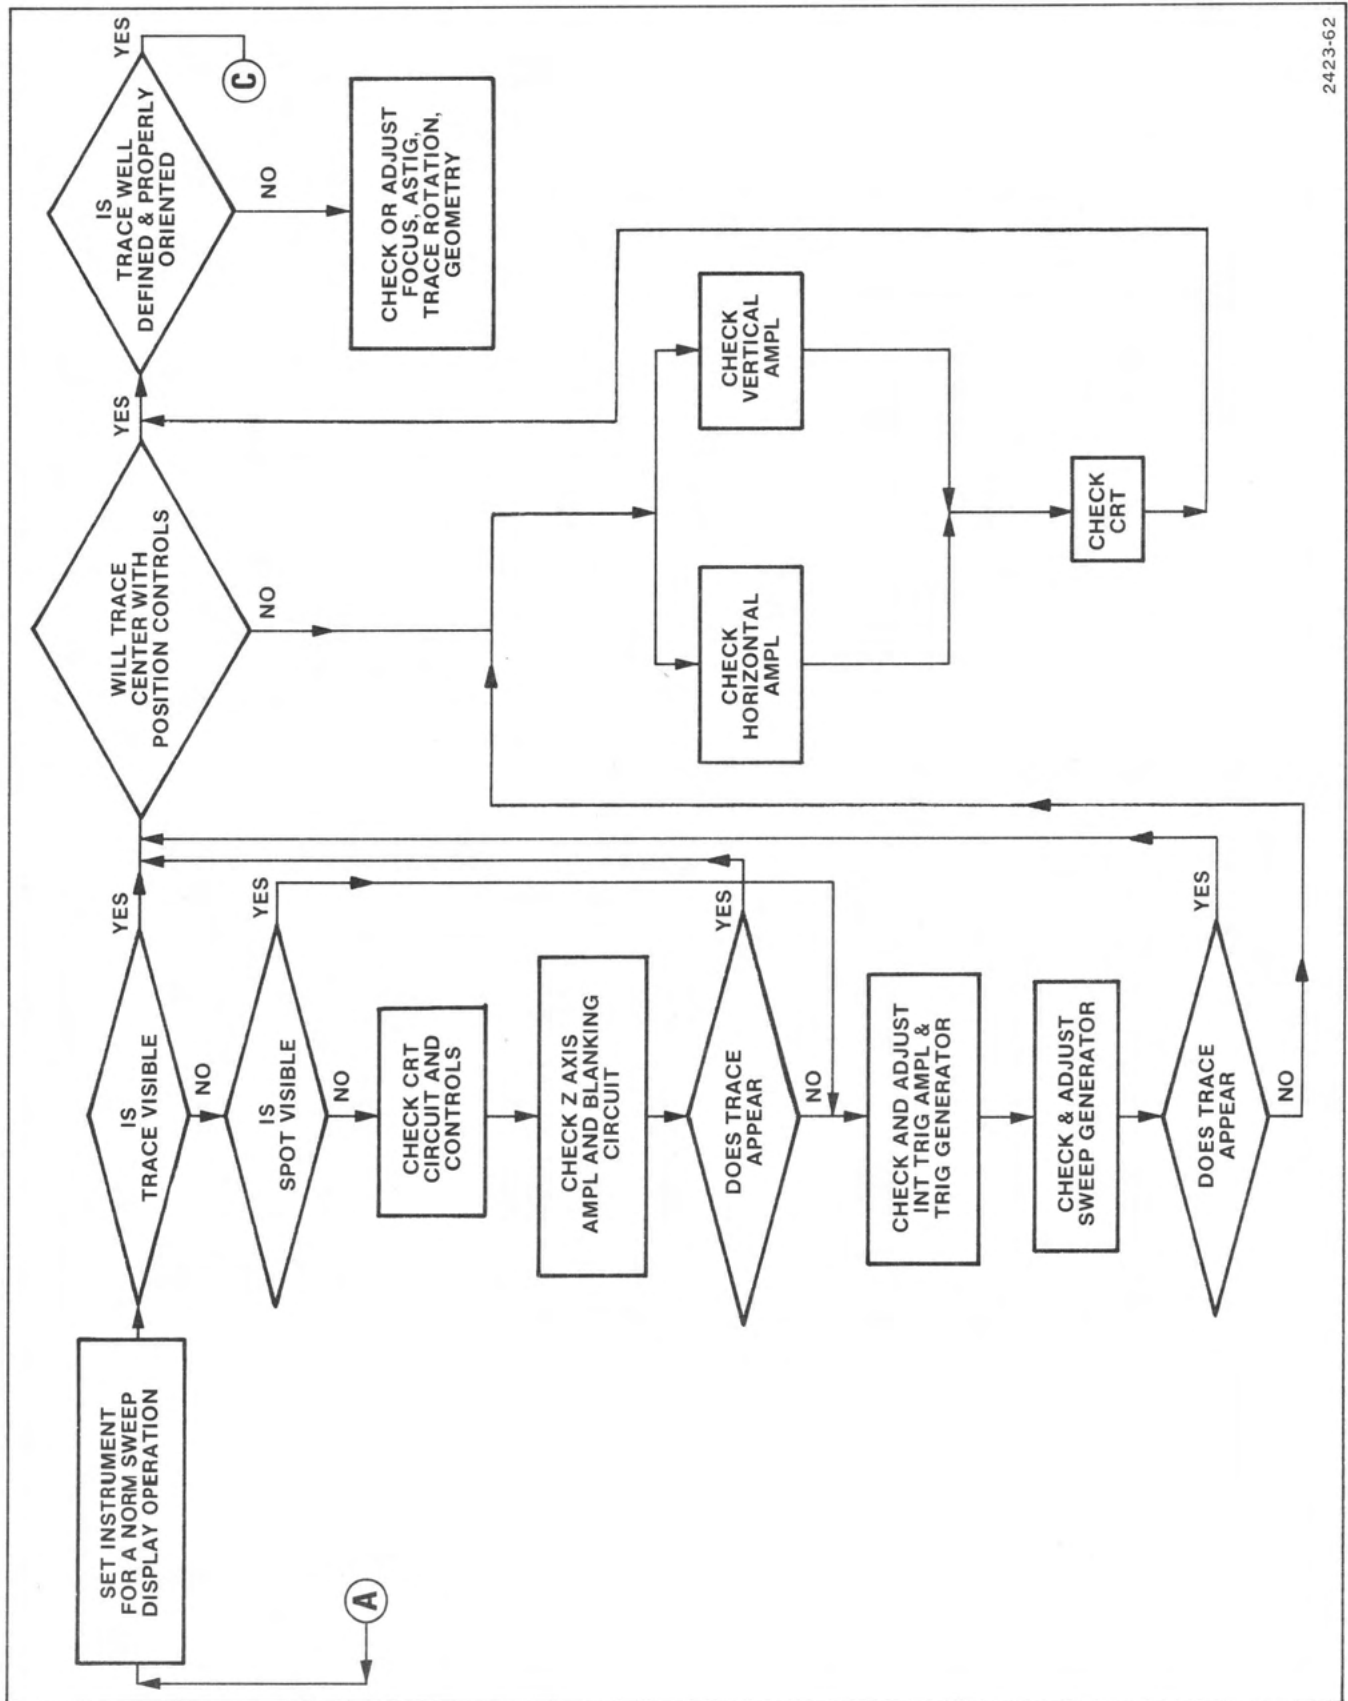 A
SET INSTRUMENT
FOR A NORM SWEEP
DISPLAY OPERATION
IS
TRACE VISIBLE
YES
NO
IS
SPOT VISIBLE
YES
NO
CHECK CRT
CIRCUIT AND
CONTROLS
CHECK Z AXIS
AMPL AND BLANKING
CIRCUIT
DOES TRACE
APPEAR
YES
NO
CHECK AND ADJUST
INT TRIG AMPL &
TRIG GENERATOR
CHECK & ADJUST
SWEEP GENERATOR
DOES TRACE
APPEAR
YES
NO
WILL TRACE
CENTER WITH
POSITION CONTROLS
YES
NO
CHECK
HORIZONTAL
AMPL
CHECK
VERTICAL
AMPL
CHECK
CRT
IS
TRACE WELL
DEFINED & PROPERLY
ORIENTED
YES
C
NO
CHECK OR ADJUST
FOCUS, ASTIG,
TRACE ROTATION,
GEOMETRY
2423-62